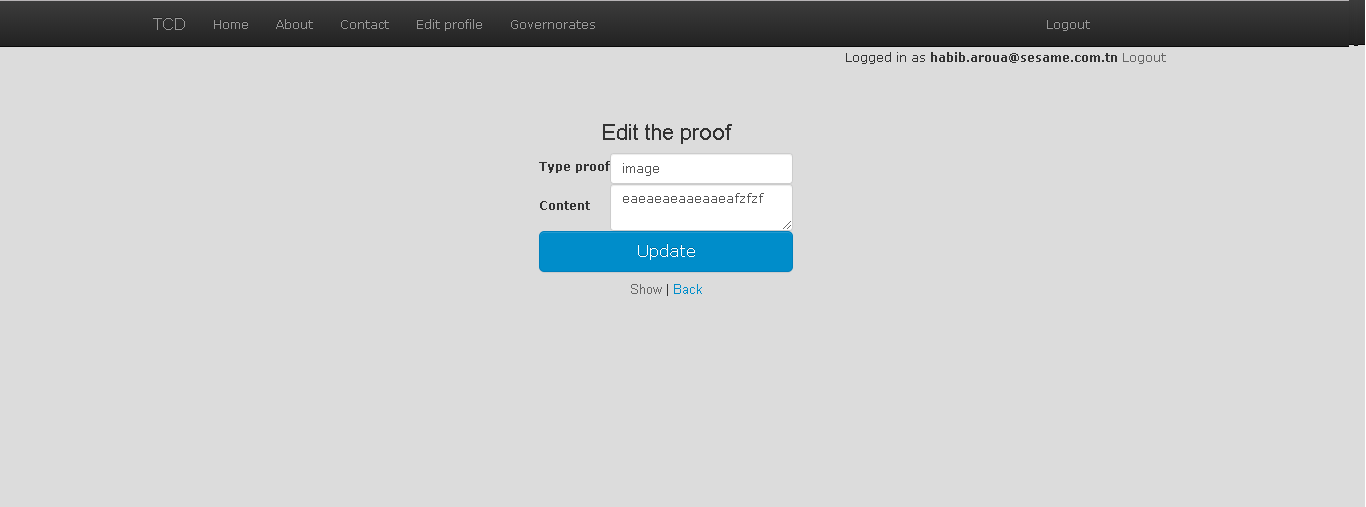 TCD Home About Contact Edit profile Governorates Logout
Logged in as habib.aroua@sesame.com.tn Logout
Edit the proof
Type proof image
Content eaeaeaeaaeaaeafzfzf
Update
Show | Back